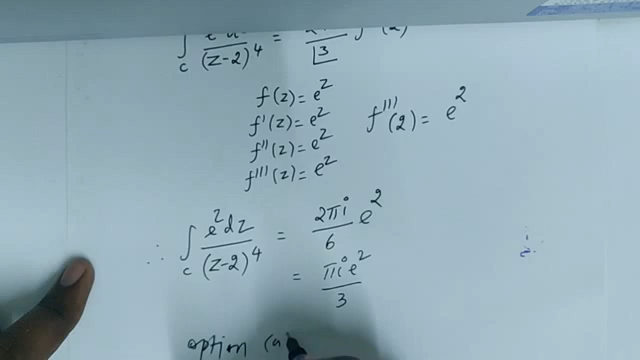 ∫_c e^z dz / (z-2)^4 = 2πi / ⌊3 f'''(2)
f(z) = e^z
f'(z) = e^z
f''(z) = e^z
f'''(z) = e^z
f'''(2) = e^2
∴ ∫_c e^z dz / (z-2)^4 = 2πi / 6 e^2
= πi e^2 / 3
option (a